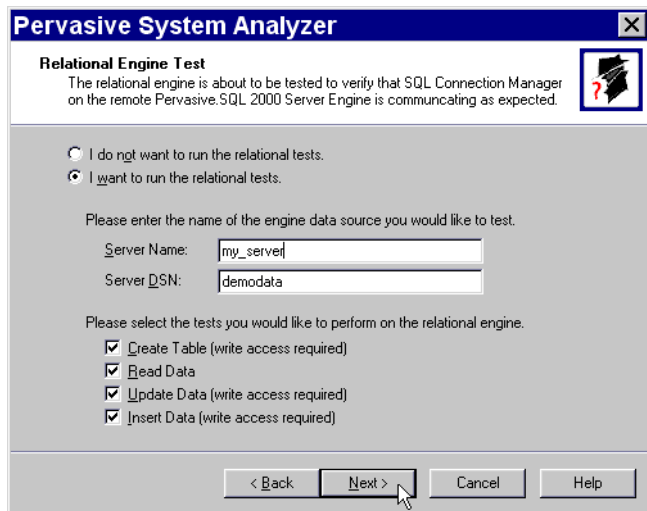 Pervasive System Analyzer
Relational Engine Test
The relational engine is about to be tested to verify that SQL Connection Manager
on the remote Pervasive.SQL 2000 Server Engine is communcating as expected.
?
I do not want to run the relational tests.
I want to run the relational tests.
Please enter the name of the engine data source you would like to test.
Server Name: my_server
Server DSN: demodata
Please select the tests you would like to perform on the relational engine.
Create Table (write access required)
Read Data
Update Data (write access required)
Insert Data (write access required)
< Back Next > Cancel Help